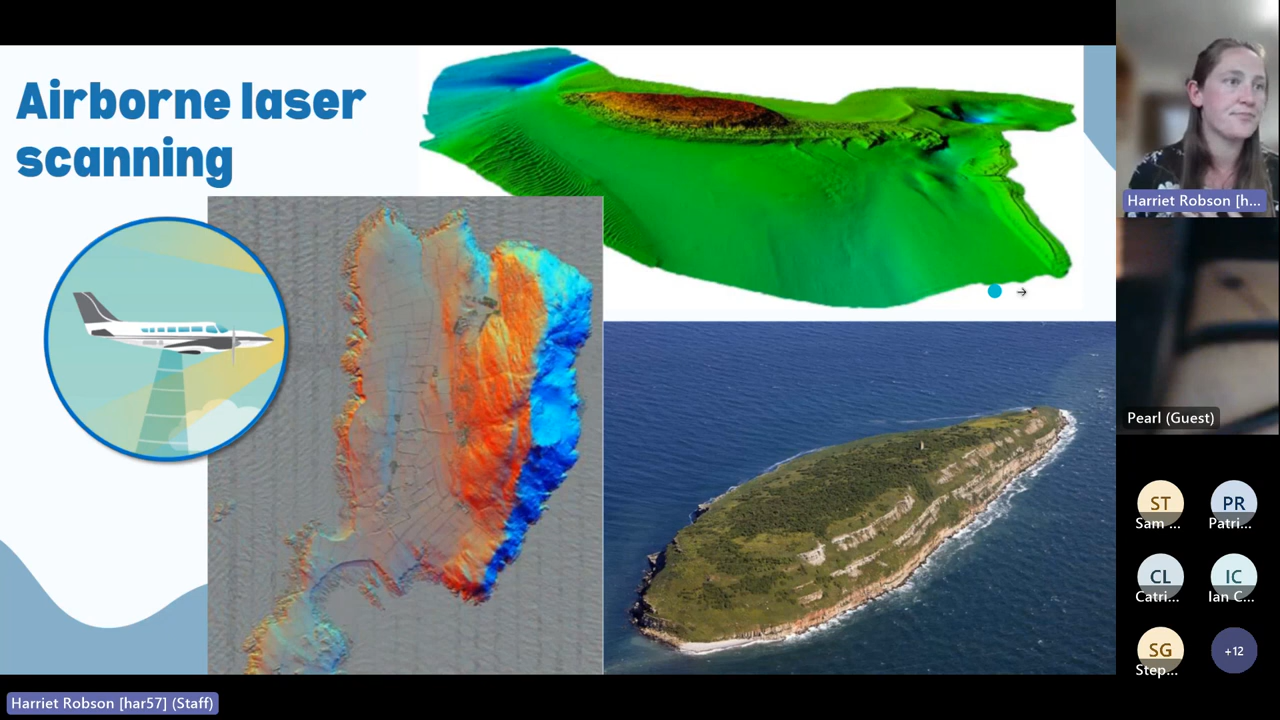 Airborne laser
scanning
Harriet Robson [h...
Pearl (Guest)
ST
PR
Sam ...
Patri...
CL
IC
Catri...
Ian C...
SG
+12
Step...
Harriet Robson [har57] (Staff)